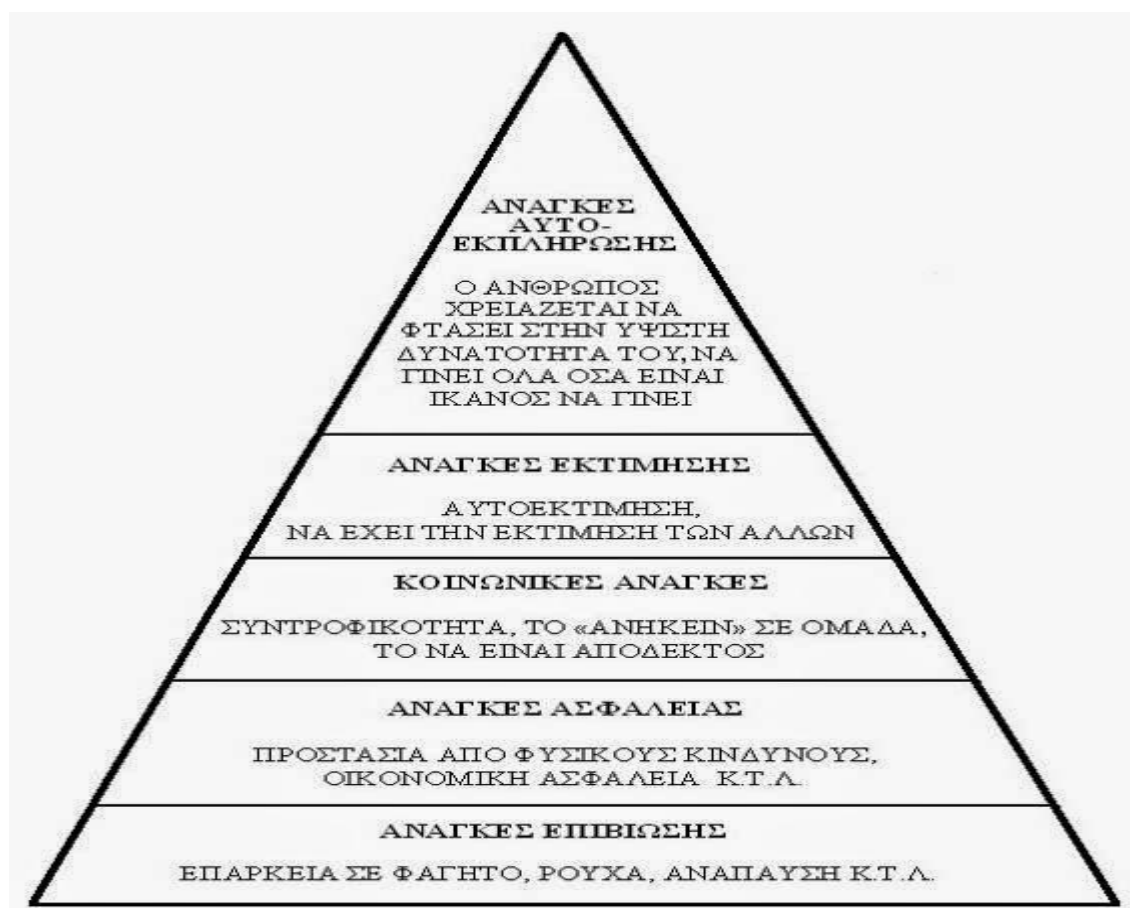 ΑΝΑΓΚΕΣ
ΑΥΤΟ-
ΕΚΠΛΗΡΩΣΗΣ
Ο ΑΝΘΡΩΠΟΣ
ΧΡΕΙΑΖΕΤΑΙ ΝΑ
ΦΤΑΣΕΙ ΣΤΗΝ ΥΨΙΣΤΗ
ΔΥΝΑΤΟΤΗΤΑ ΤΟΥ, ΝΑ
ΓΙΝΕΙ ΟΛΑ ΟΣΑ ΕΙΝΑΙ
ΙΚΑΝΟΣ ΝΑ ΓΙΝΕΙ
ΑΝΑΓΚΕΣ ΕΚΤΙΜΗΣΗΣ
ΑΥΤΟΕΚΤΙΜΗΣΗ,
ΝΑ ΕΧΕΙ ΤΗΝ ΕΚΤΙΜΗΣΗ ΤΩΝ ΑΛΛΩΝ
ΚΟΙΝΩΝΙΚΕΣ ΑΝΑΓΚΕΣ
ΣΥΝΤΡΟΦΙΚΟΤΗΤΑ, ΤΟ «ΑΝΗΚΕΙΝ» ΣΕ ΟΜΑΔΑ,
ΤΟ ΝΑ ΕΙΝΑΙ ΑΠΟΔΕΚΤΟΣ
ΑΝΑΓΚΕΣ ΑΣΦΑΛΕΙΑΣ
ΠΡΟΣΤΑΣΙΑ ΑΠΟ ΦΥΣΙΚΟΥΣ ΚΙΝΔΥΝΟΥΣ,
ΟΙΚΟΝΟΜΙΚΗ ΑΣΦΑΛΕΙΑ Κ.Τ.Λ.
ΑΝΑΓΚΕΣ ΕΠΙΒΙΩΣΗΣ
ΕΠΑΡΚΕΙΑ ΣΕ ΦΑΓΗΤΟ, ΡΟΥΧΑ, ΑΝΑΠΑΥΣΗ Κ.Τ.Λ.